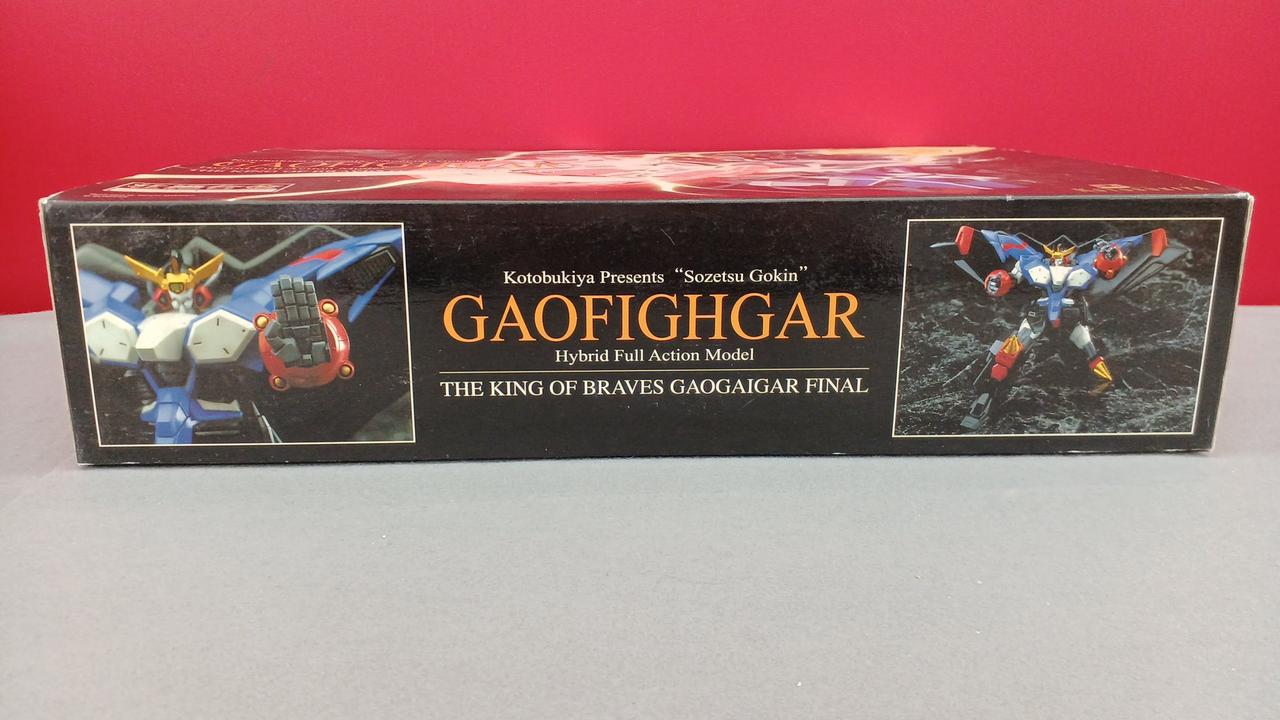 Kotobukiya Presents “Sozetsu Gokin”
GAOFIGHGAR
Hybrid Full Action Model
THE KING OF BRAVES GAOGAIGAR FINAL